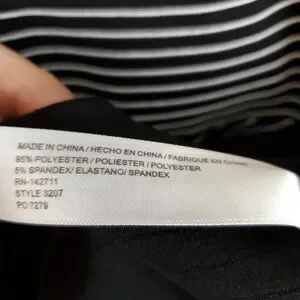 MADE IN CHINA / HECHO EN CHINA / FABRIQUE EN CHINE
95% POLYESTER / POLIESTER / POLYESTER
5% SPANDEX/ ELASTANO/ SPANDEX
RN-142711
STYLE 3207
PO 7279